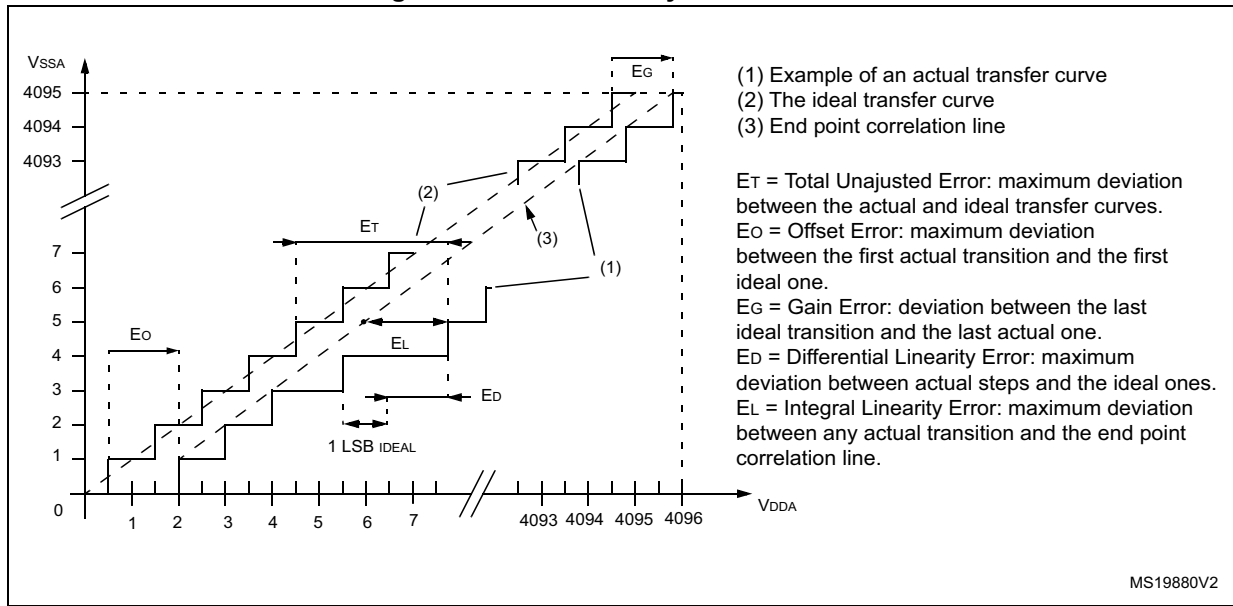 VSSA
EG
4095
4094
4093
(2)
(3)
(1)
ET
7
6
5
4
3
2
1
0
EO
EL
ED
1 LSB IDEAL
1 2 3 4 5 6 7 4093 4094 4095 4096
VDDA
(1) Example of an actual transfer curve
(2) The ideal transfer curve
(3) End point correlation line
ET = Total Unajusted Error: maximum deviation
between the actual and ideal transfer curves.
EO = Offset Error: maximum deviation
between the first actual transition and the first
ideal one.
EG = Gain Error: deviation between the last
ideal transition and the last actual one.
ED = Differential Linearity Error: maximum
deviation between actual steps and the ideal ones.
EL = Integral Linearity Error: maximum deviation
between any actual transition and the end point
correlation line.
MS19880V2